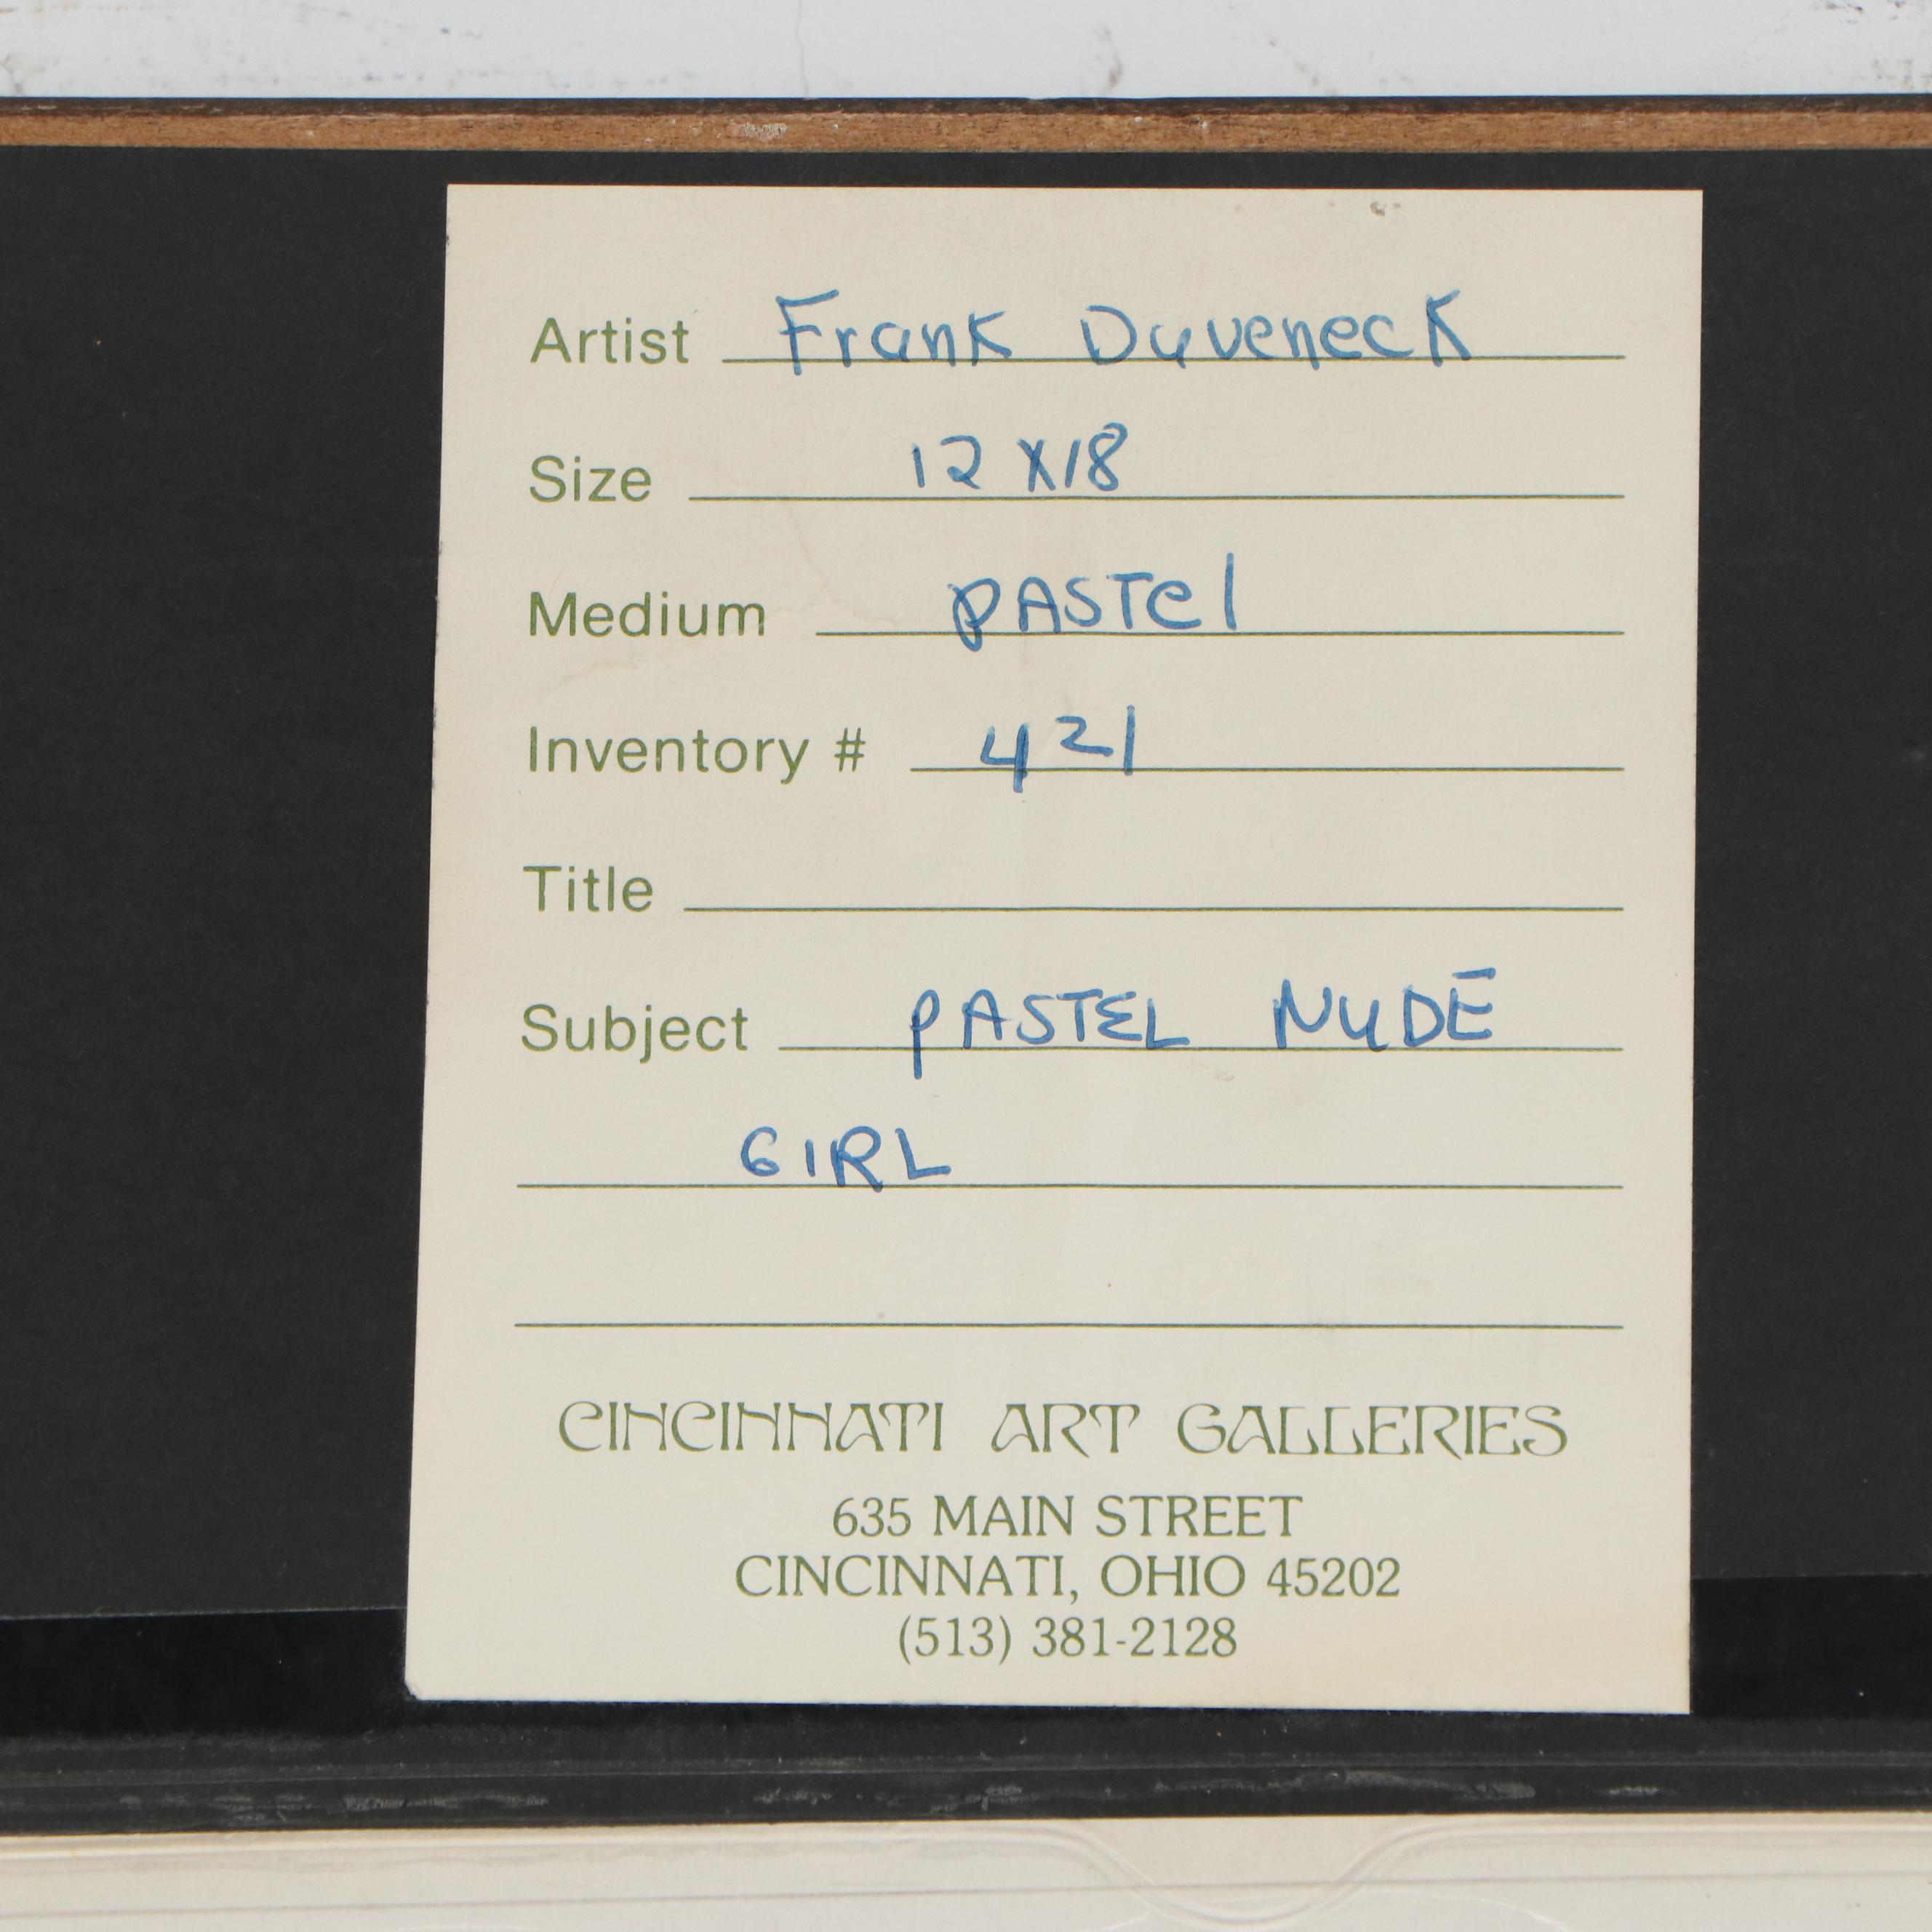 Artist Frank Duveneck
Size 12 X18
Medium PASTel
Inventory # 421
Title
Subject PASTEL NUDE
GIRL
CINCINNATI ART GALLERIES
635 MAIN STREET
CINCINNATI, OHIO 45202
(513) 381-2128